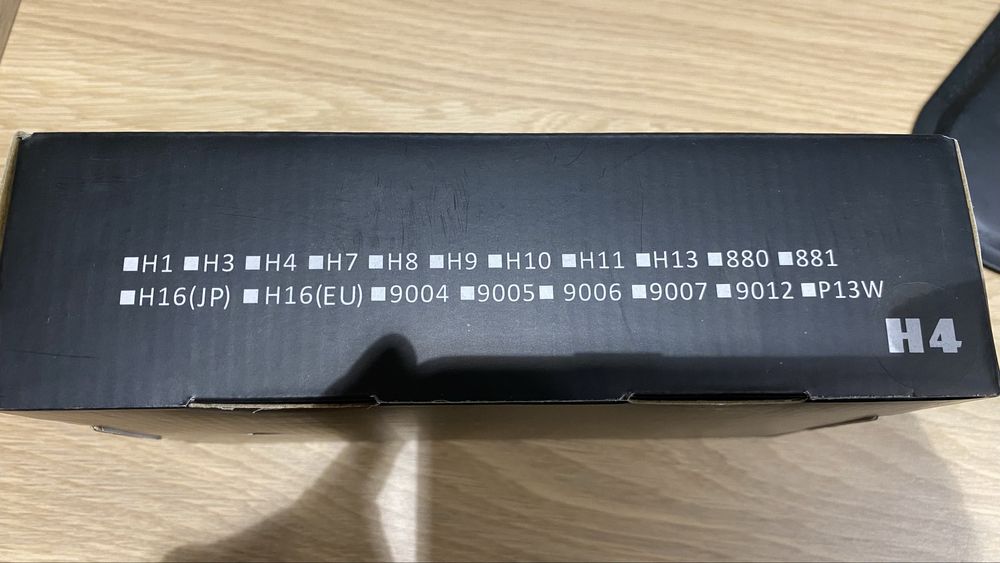 ■H1 ■H3 ■H4 ■H7 ■H8 ■H9 ■H10 ■H11 ■H13 ■880 ■881
■H16(JP) ■H16(EU) ■9004 ■9005 ■9006 ■9007 ■9012 ■P13W
H4